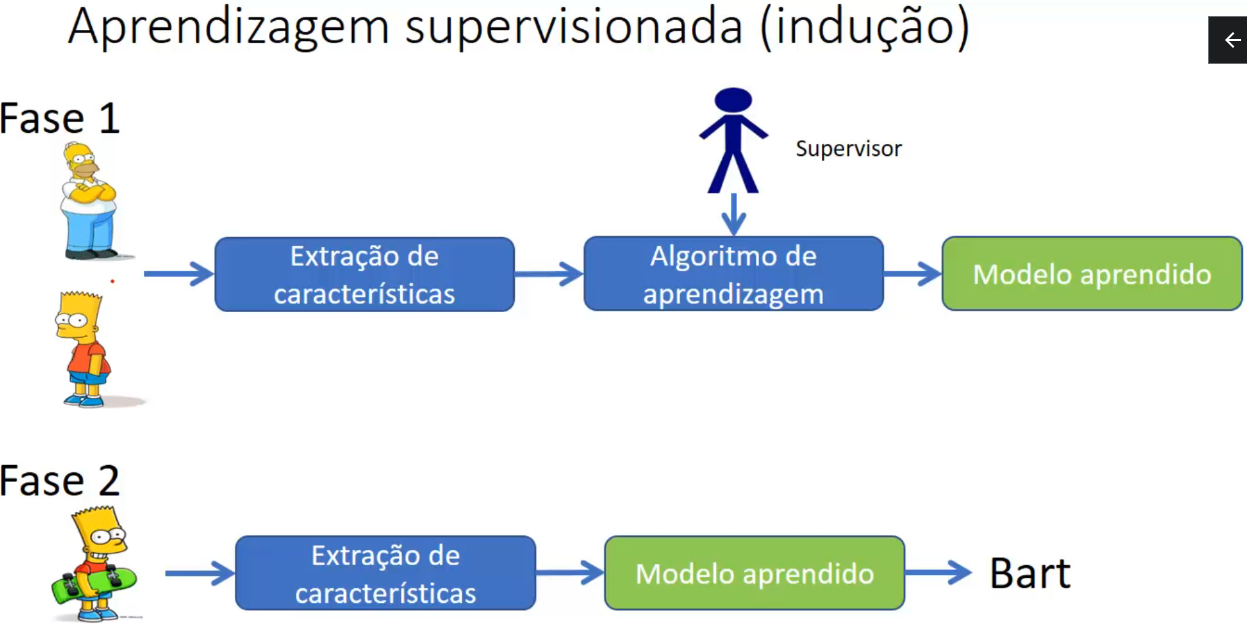 Aprendizagem supervisionada (indução)
Fase 1
Supervisor
Extração de
características
Algoritmo de
aprendizagem
Modelo aprendido
Fase 2
Extração de
características
Modelo aprendido
Bart